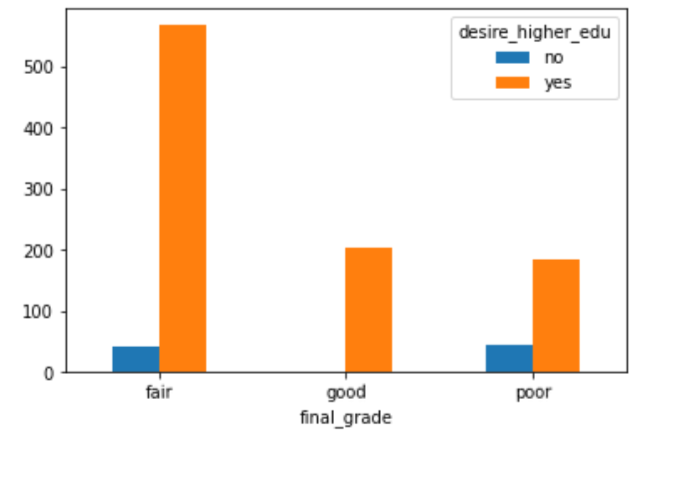 desire_higher_edu
no
yes
500
400
300
200
100
0
fair good poor
final_grade